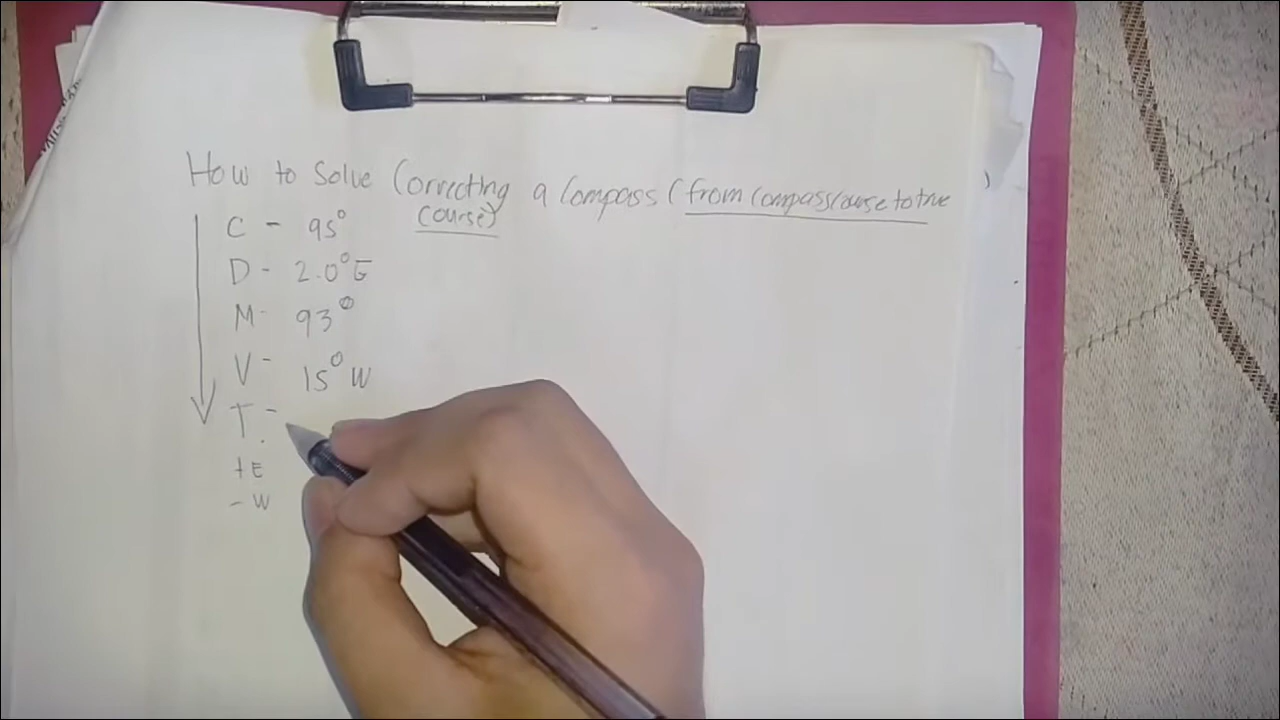 How to Solve Correcting a Compass (from compass course to true
course)
C - 95°
D - 2.0° E
M - 93°
V - 15° W
T -
+ E
- W